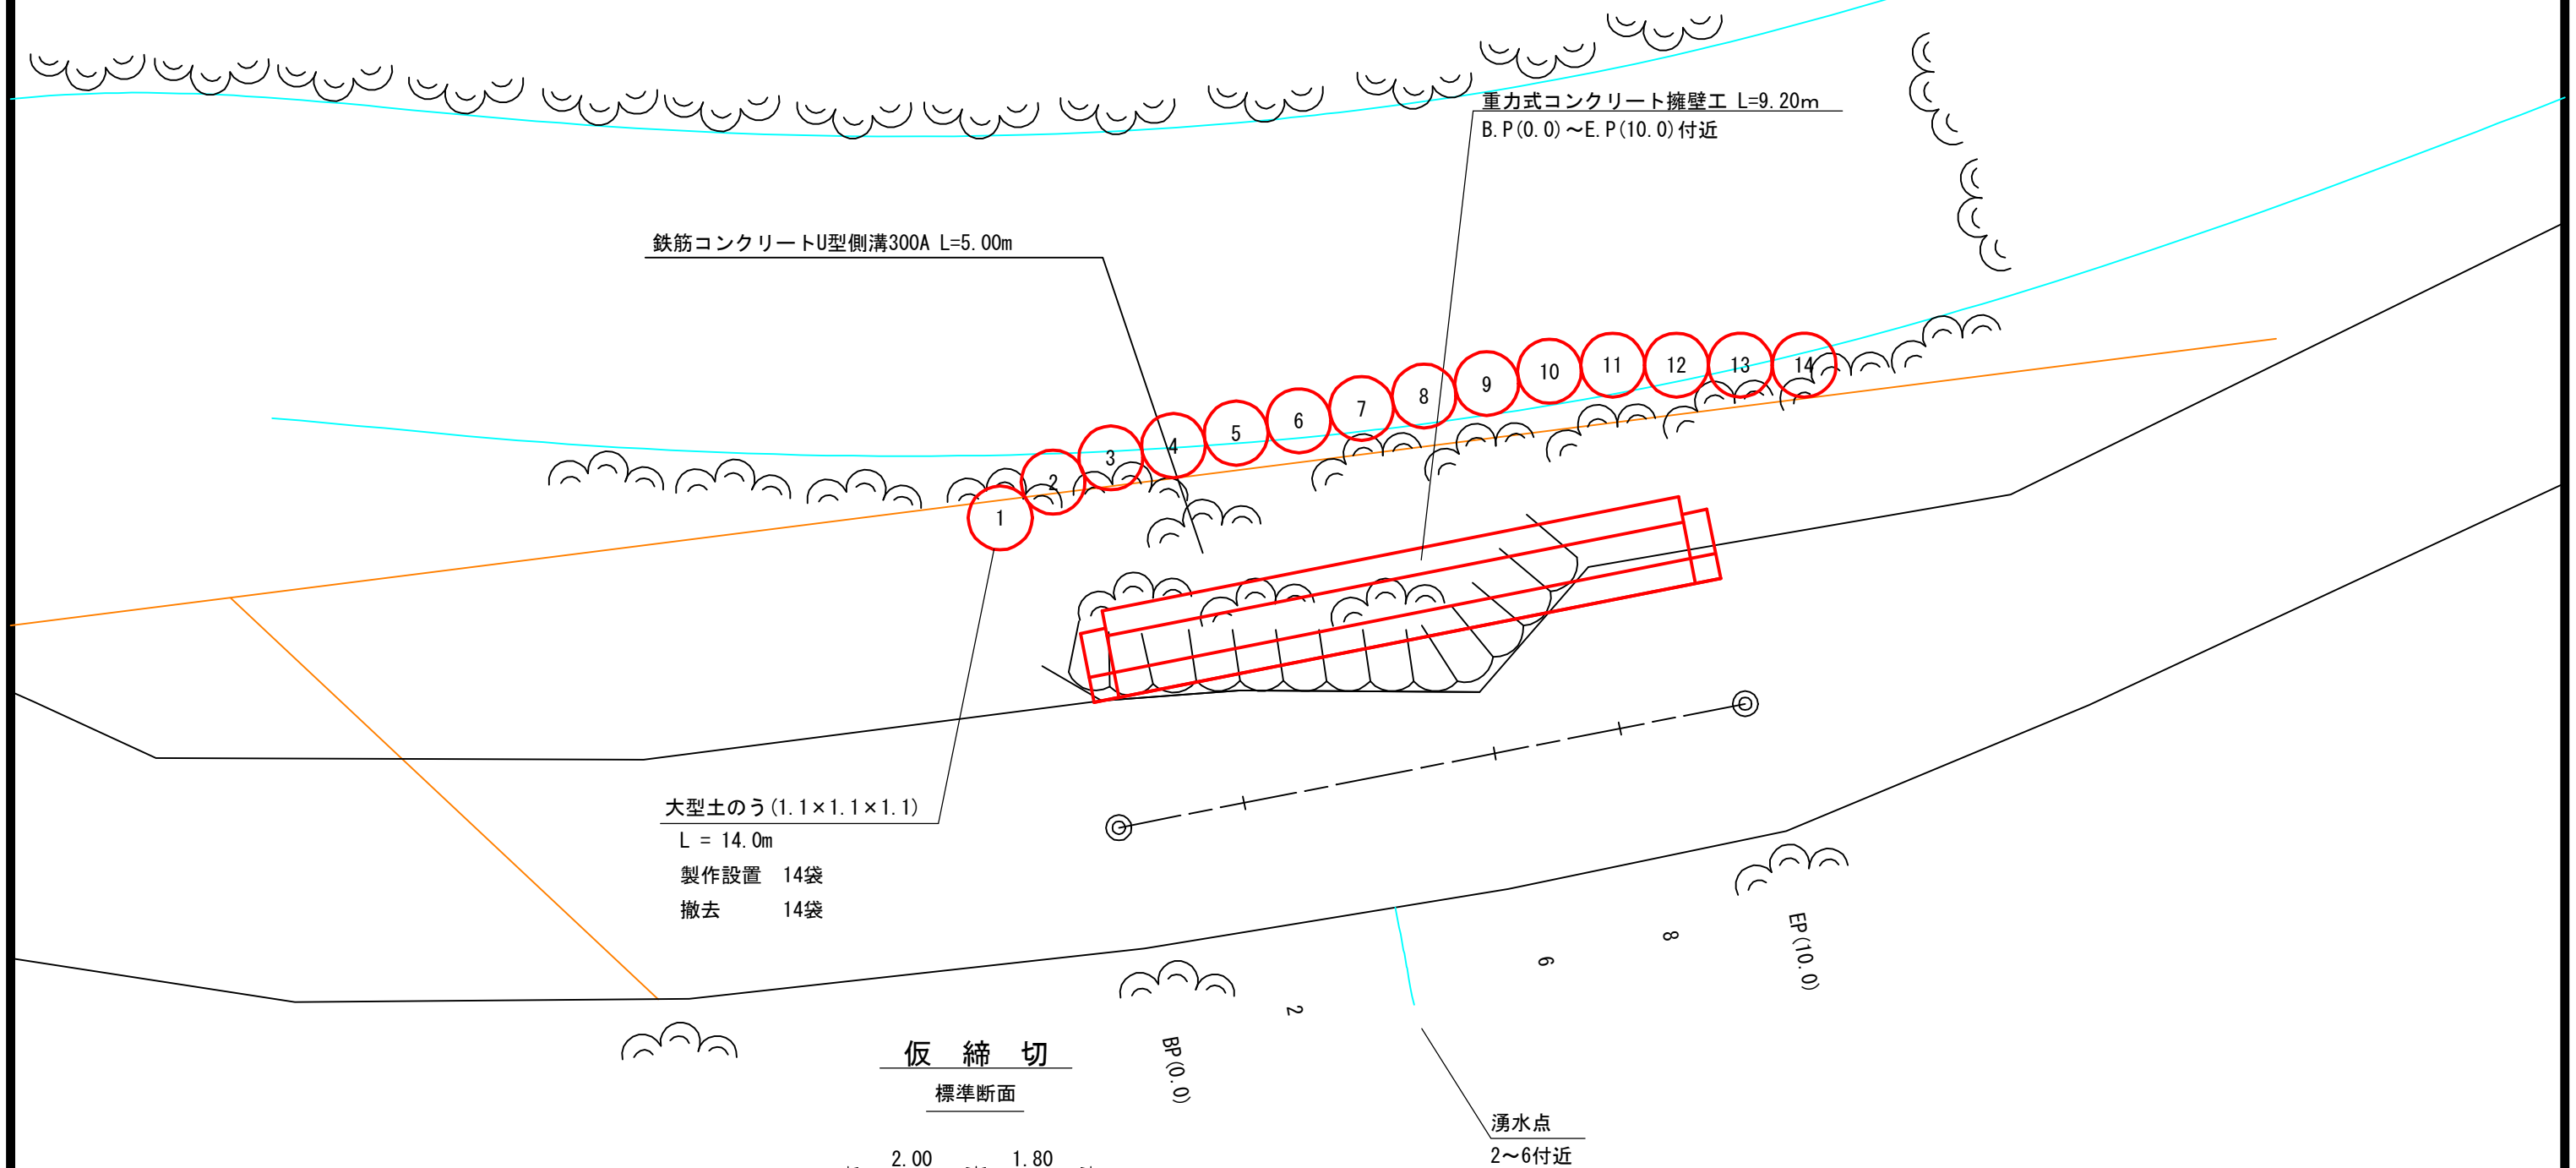 重力式コンクリート擁壁工 L=9.20m
B.P(0.0)～E.P(10.0)付近
鉄筋コンクリートU型側溝300A L=5.00m
1
2
3
4
5
6
7
8
9
10
11
12
13
14
大型土のう(1.1×1.1×1.1)
L = 14.0m
製作設置 14袋
撤去 14袋
EP(10.0)
8
6
2
BP(0.0)
仮 締 切
標準断面
湧水点
2～6付近
2.00 1.80